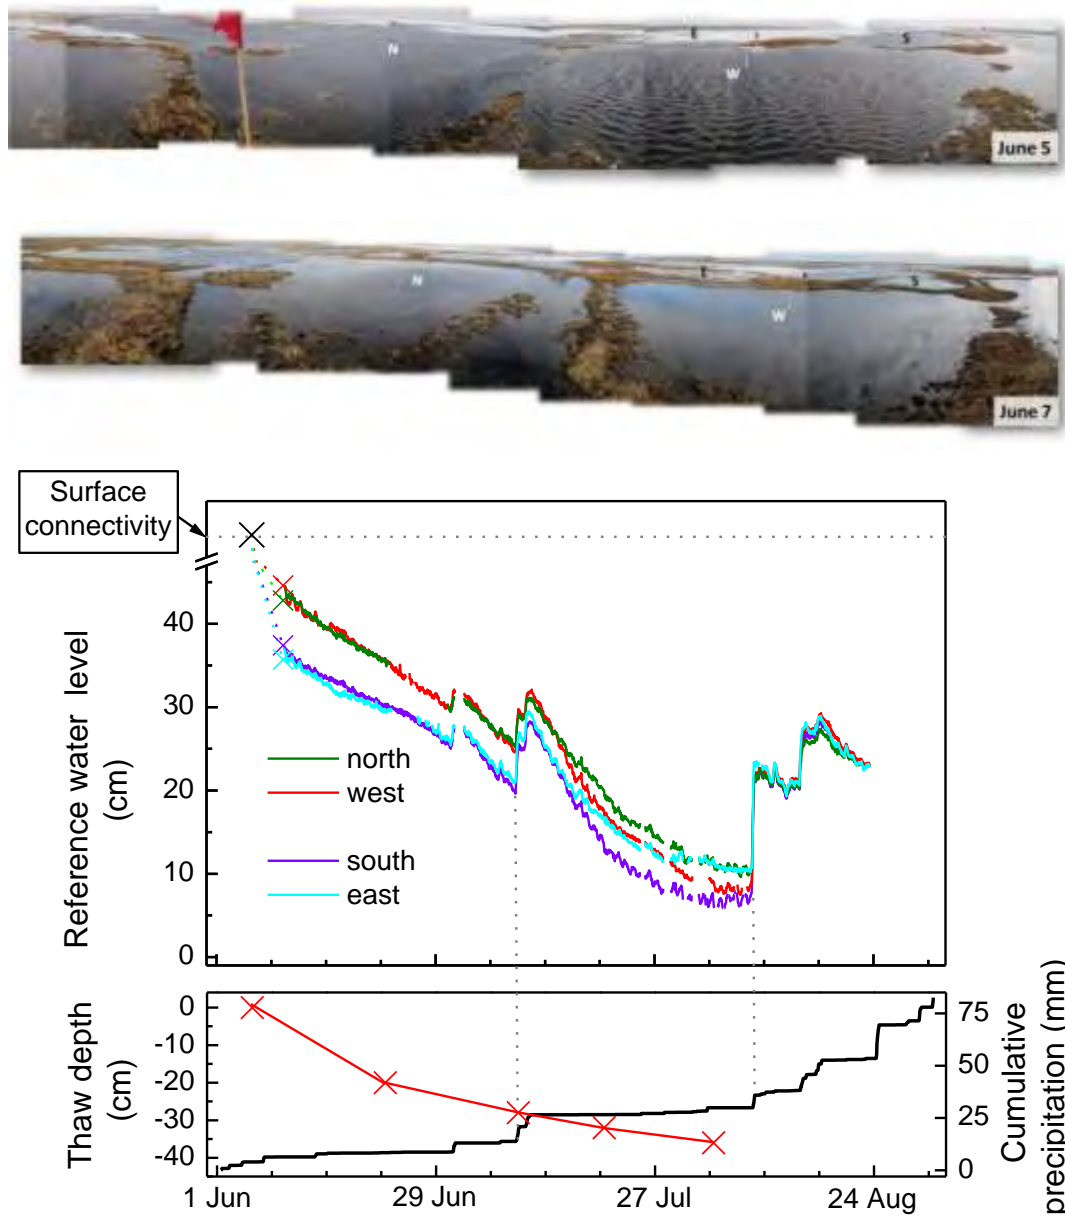 N
E
S
W
June 5
N
E
S
W
June 7
Surface
connectivity
Reference water level
(cm)
40
30
20
10
0
north
west
south
east
Thaw depth
(cm)
0
-10
-20
-30
-40
75
50
25
0
Cumulative
precipitation (mm)
1 Jun
29 Jun
27 Jul
24 Aug